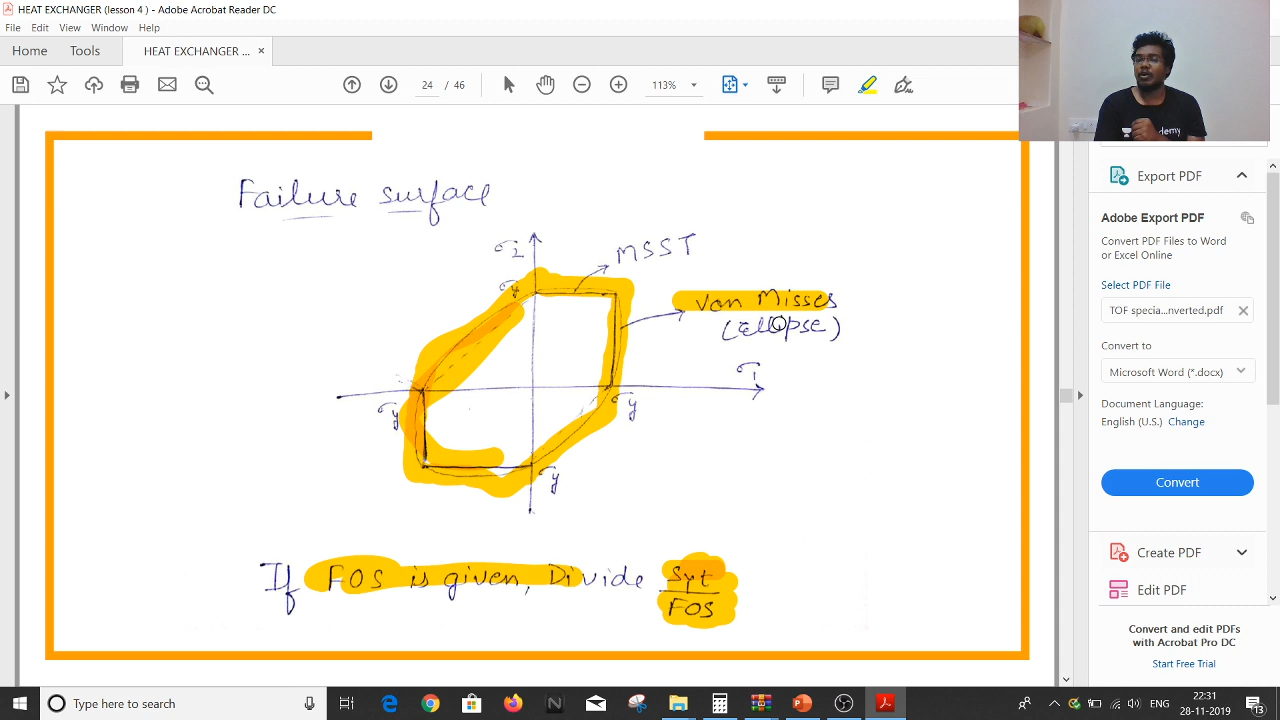 HEAT EXCHANGER (lesson 4 ) - Adobe Acrobat Reader DC
File Edit View Window Help
Home Tools HEAT EXCHANGER ... ×
24 / 46 113%
Export PDF
Adobe Export PDF
Convert PDF Files to Word
or Excel Online
Select PDF File
TOF specia...nverted.pdf
Convert to
Microsoft Word (*.docx)
Document Language:
English (U.S.) Change
Convert
Create PDF
Edit PDF
Convert and edit PDFs
with Acrobat Pro DC
Start Free Trial
Failure surface
σ2
MSST
σy
Von Misses
(ellipse)
σ1
σy
σy
σy
If FOS is given, Divide Syt
FOS
Type here to search
ENG
22:31
28-11-2019